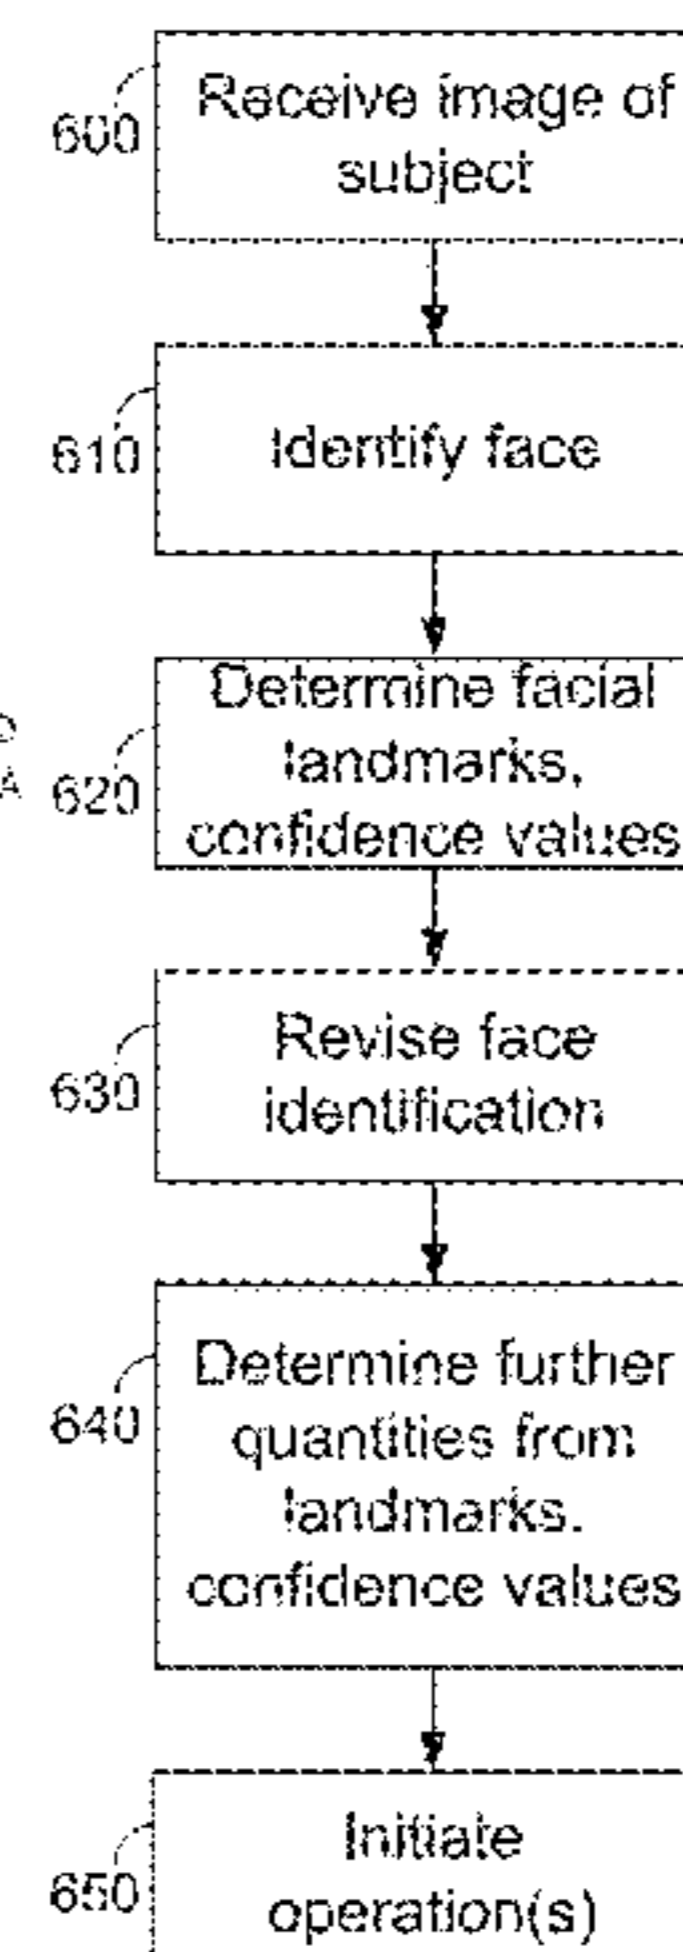 Receive image of
subject
600
Identify face
610
Determine facial
landmarks,
confidence values
620
Revise face
identification
630
Determine further
quantities from
landmarks.
confidence values
640
Initiate
operation(s)
650